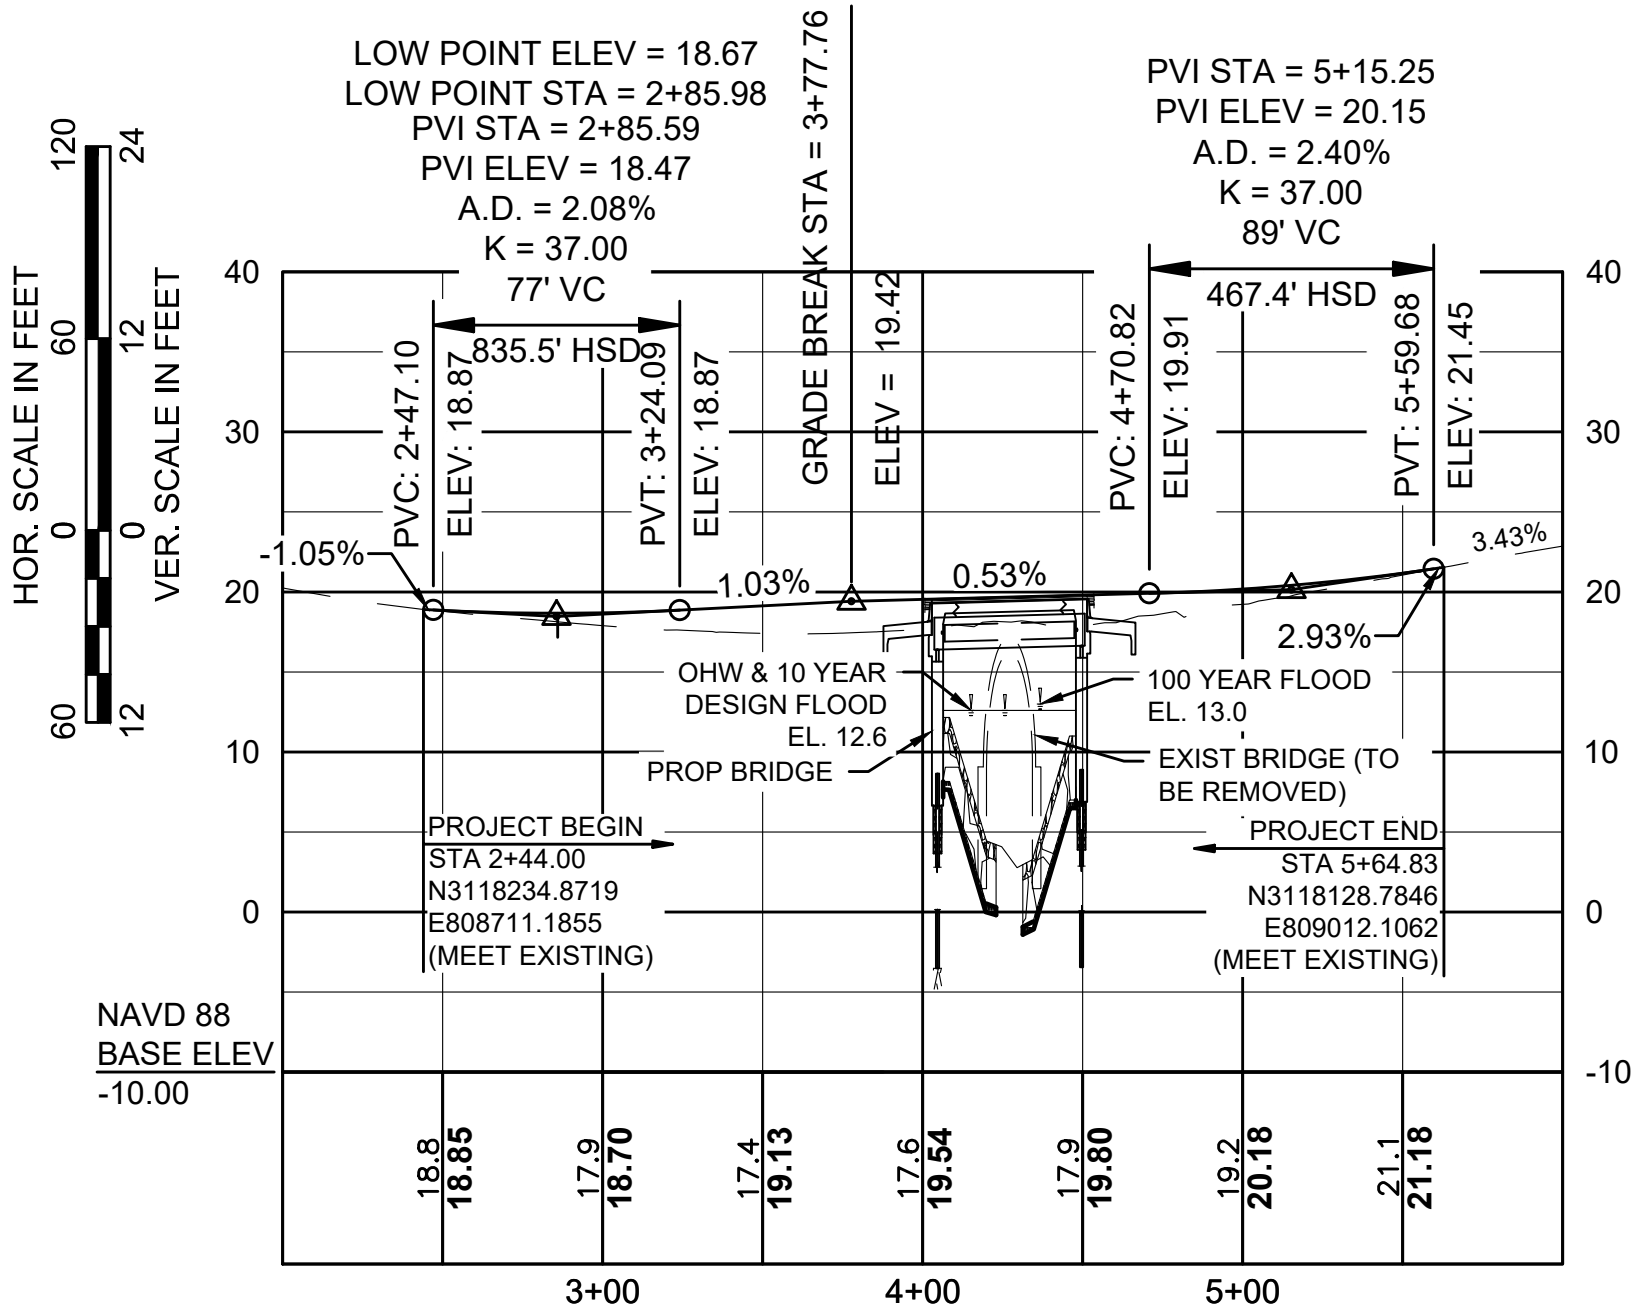 LOW POINT ELEV = 18.67
LOW POINT STA = 2+85.98
PVI STA = 2+85.59
PVI ELEV = 18.47
A.D. = 2.08%
K = 37.00
77' VC
835.5' HSD
GRADE BREAK STA = 3+77.76
ELEV = 19.42
PVI STA = 5+15.25
PVI ELEV = 20.15
A.D. = 2.40%
K = 37.00
89' VC
467.4' HSD
HOR. SCALE IN FEET
120
60
0
60
VER. SCALE IN FEET
24
12
0
12
PVC: 2+47.10
ELEV: 18.87
PVT: 3+24.09
ELEV: 18.87
PVC: 4+70.82
ELEV: 19.91
PVT: 5+59.68
ELEV: 21.45
40
30
20
10
0
40
30
20
10
0
-10
-1.05%
1.03%
0.53%
2.93%
3.43%
OHW & 10 YEAR
DESIGN FLOOD
EL. 12.6
PROP BRIDGE
100 YEAR FLOOD
EL. 13.0
EXIST BRIDGE (TO
BE REMOVED)
PROJECT BEGIN
STA 2+44.00
N3118234.8719
E808711.1855
(MEET EXISTING)
PROJECT END
STA 5+64.83
N3118128.7846
E809012.1062
(MEET EXISTING)
NAVD 88
BASE ELEV
-10.00
18.8
18.85
17.9
18.70
17.4
19.13
17.6
19.54
17.9
19.80
19.2
20.18
21.1
21.18
3+00
4+00
5+00